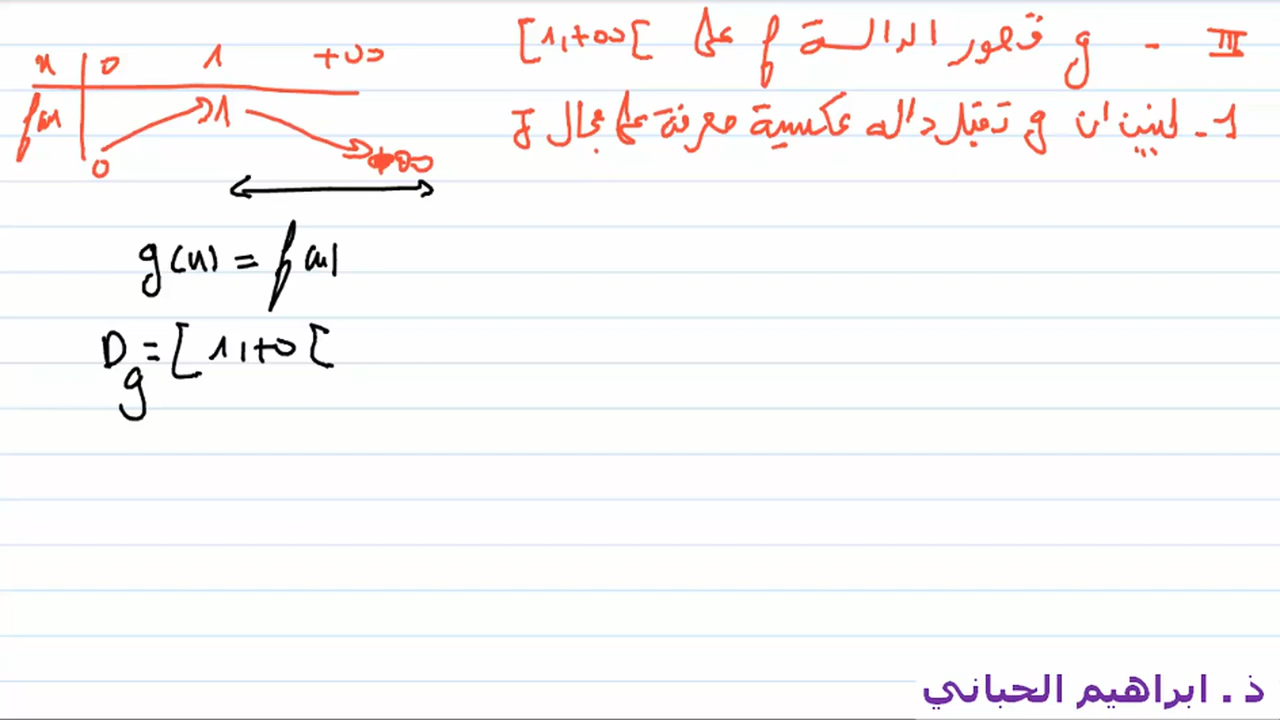 III - g قصور الدالة f على [1,+∞[
1 - لنبين ان g تقبل دالة عكسية معرفة على مجال J
x 0 1 +∞
f(x) 0 1 -∞
g(x) = f(x)
Dg = [1,+∞[
ذ . ابراهيم الحباني